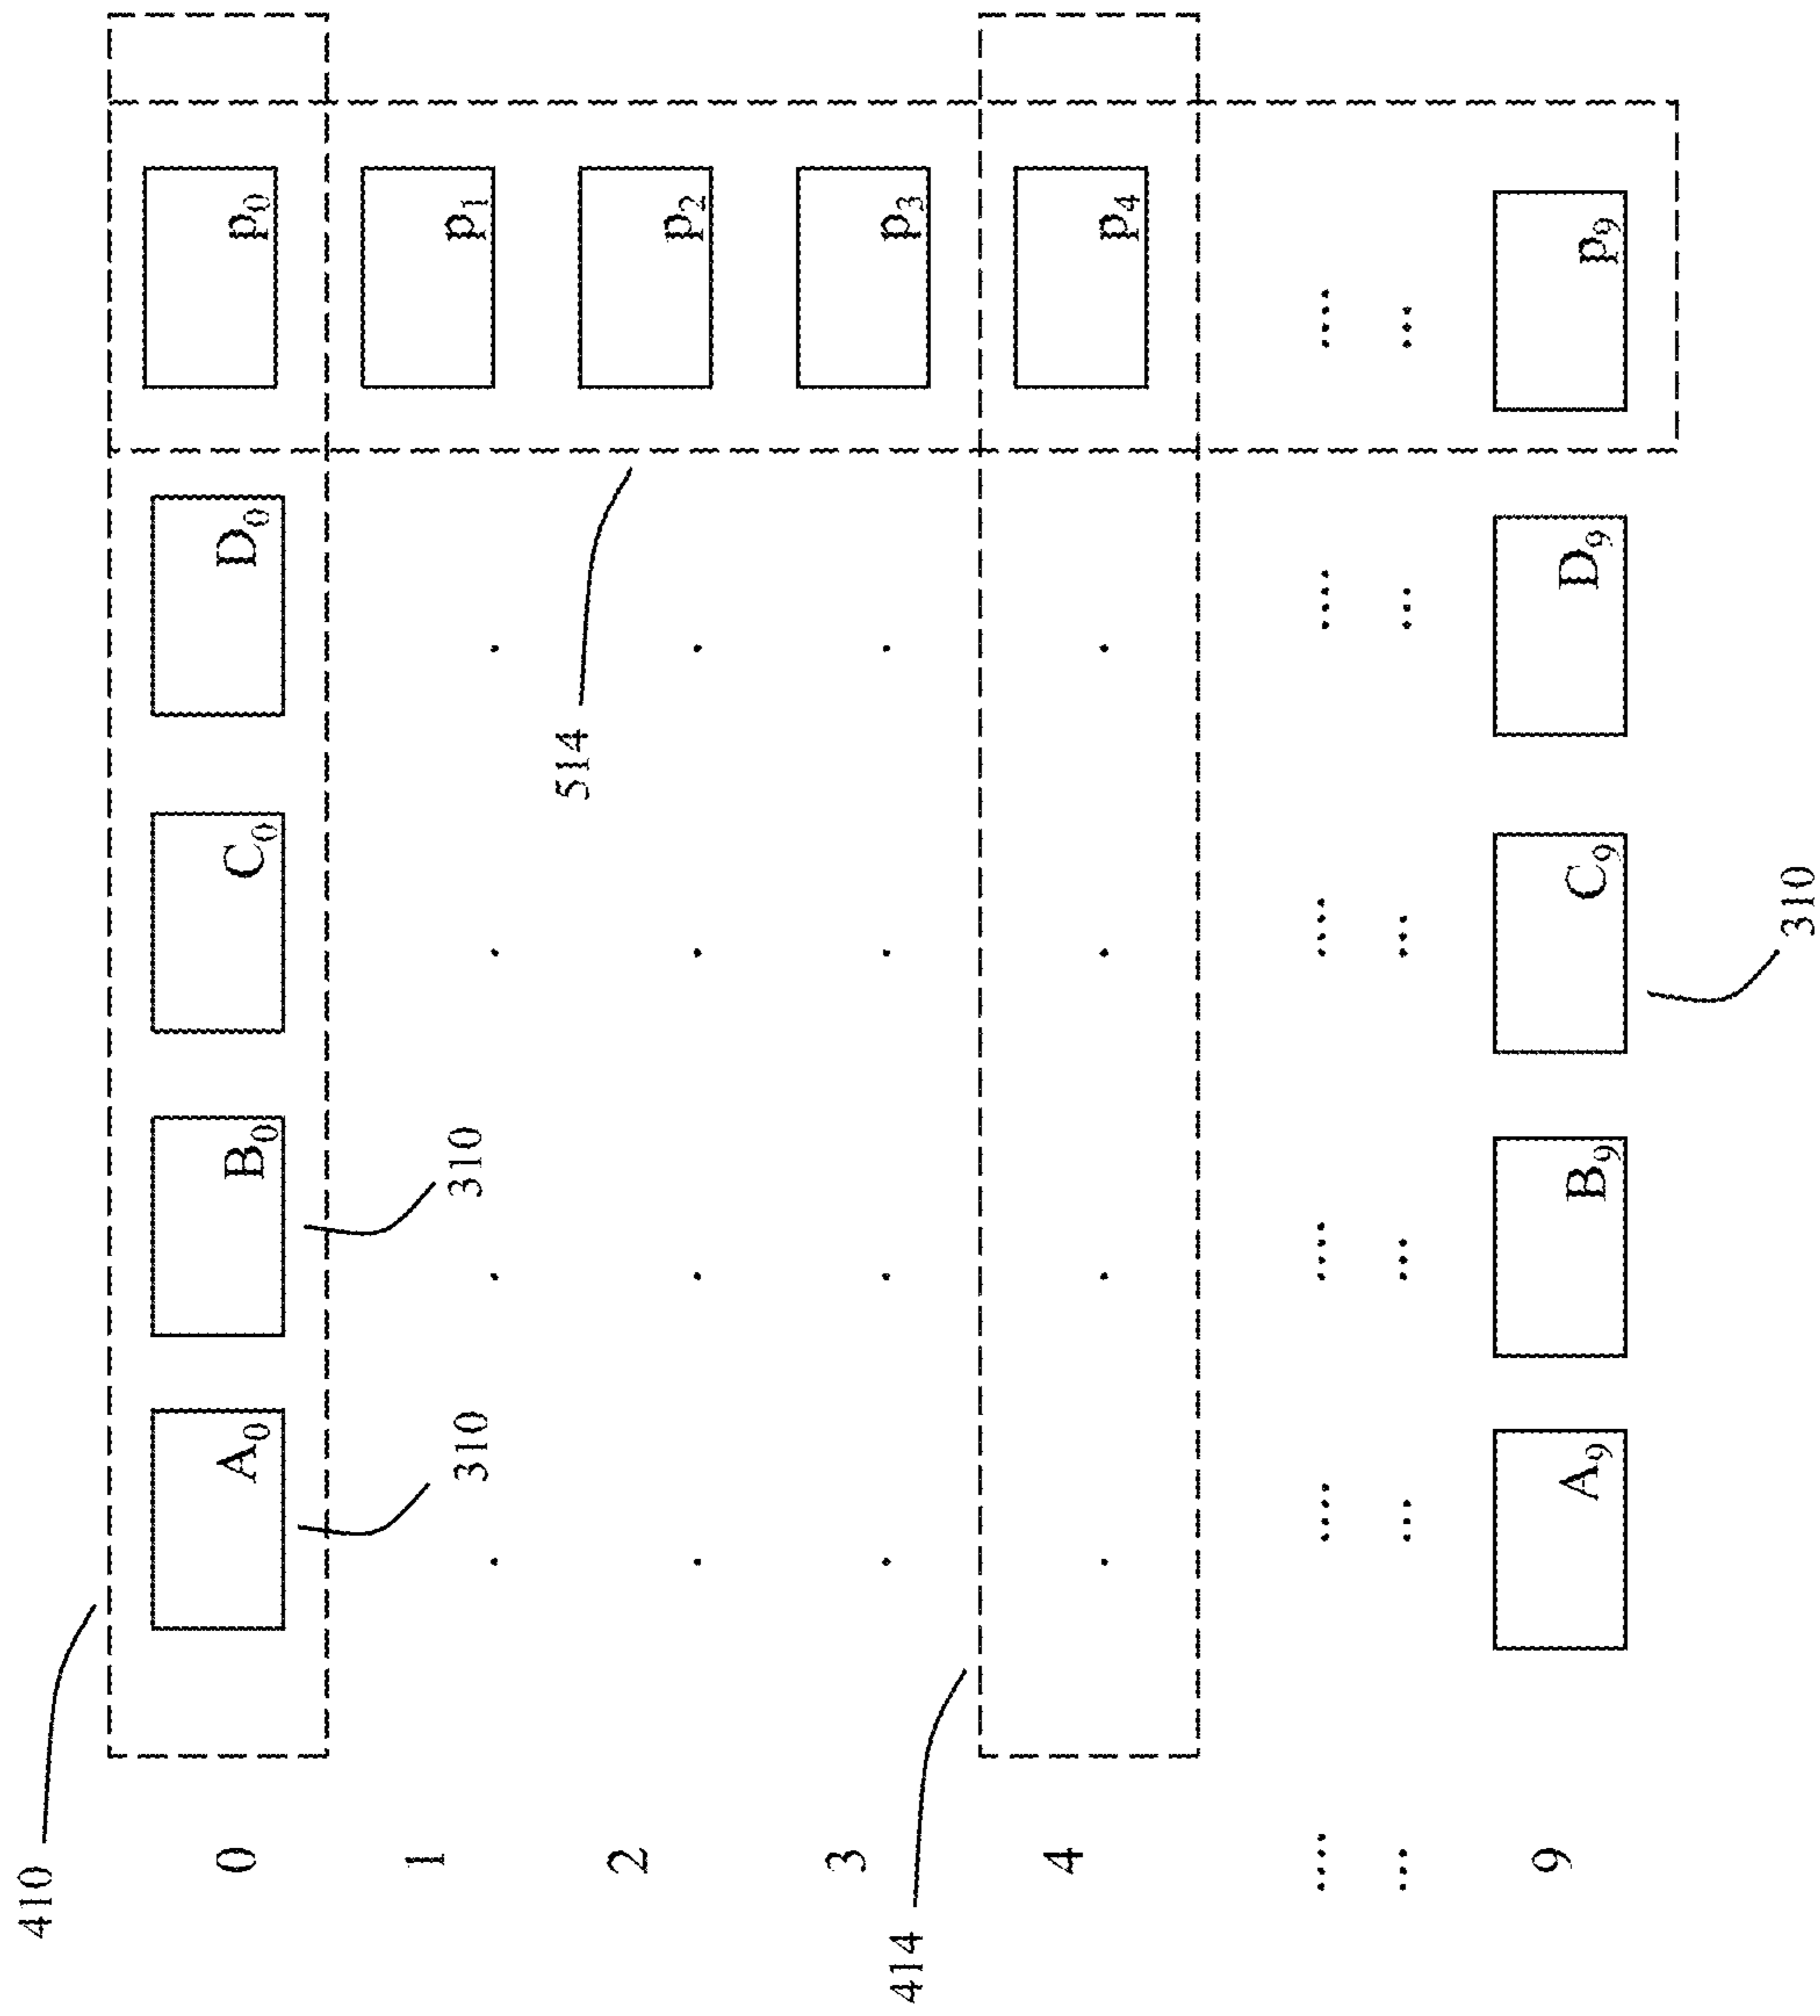 410
0 A0 B0 C0 D0 p0
310 310
1 . . . . p1
514
2 . . . . p2
3 . . . . p3
414
4 . . . . p4
.... .... .... .... .... ....
... ... ... ... ... ...
9 A9 B9 C9 D9 p9
310